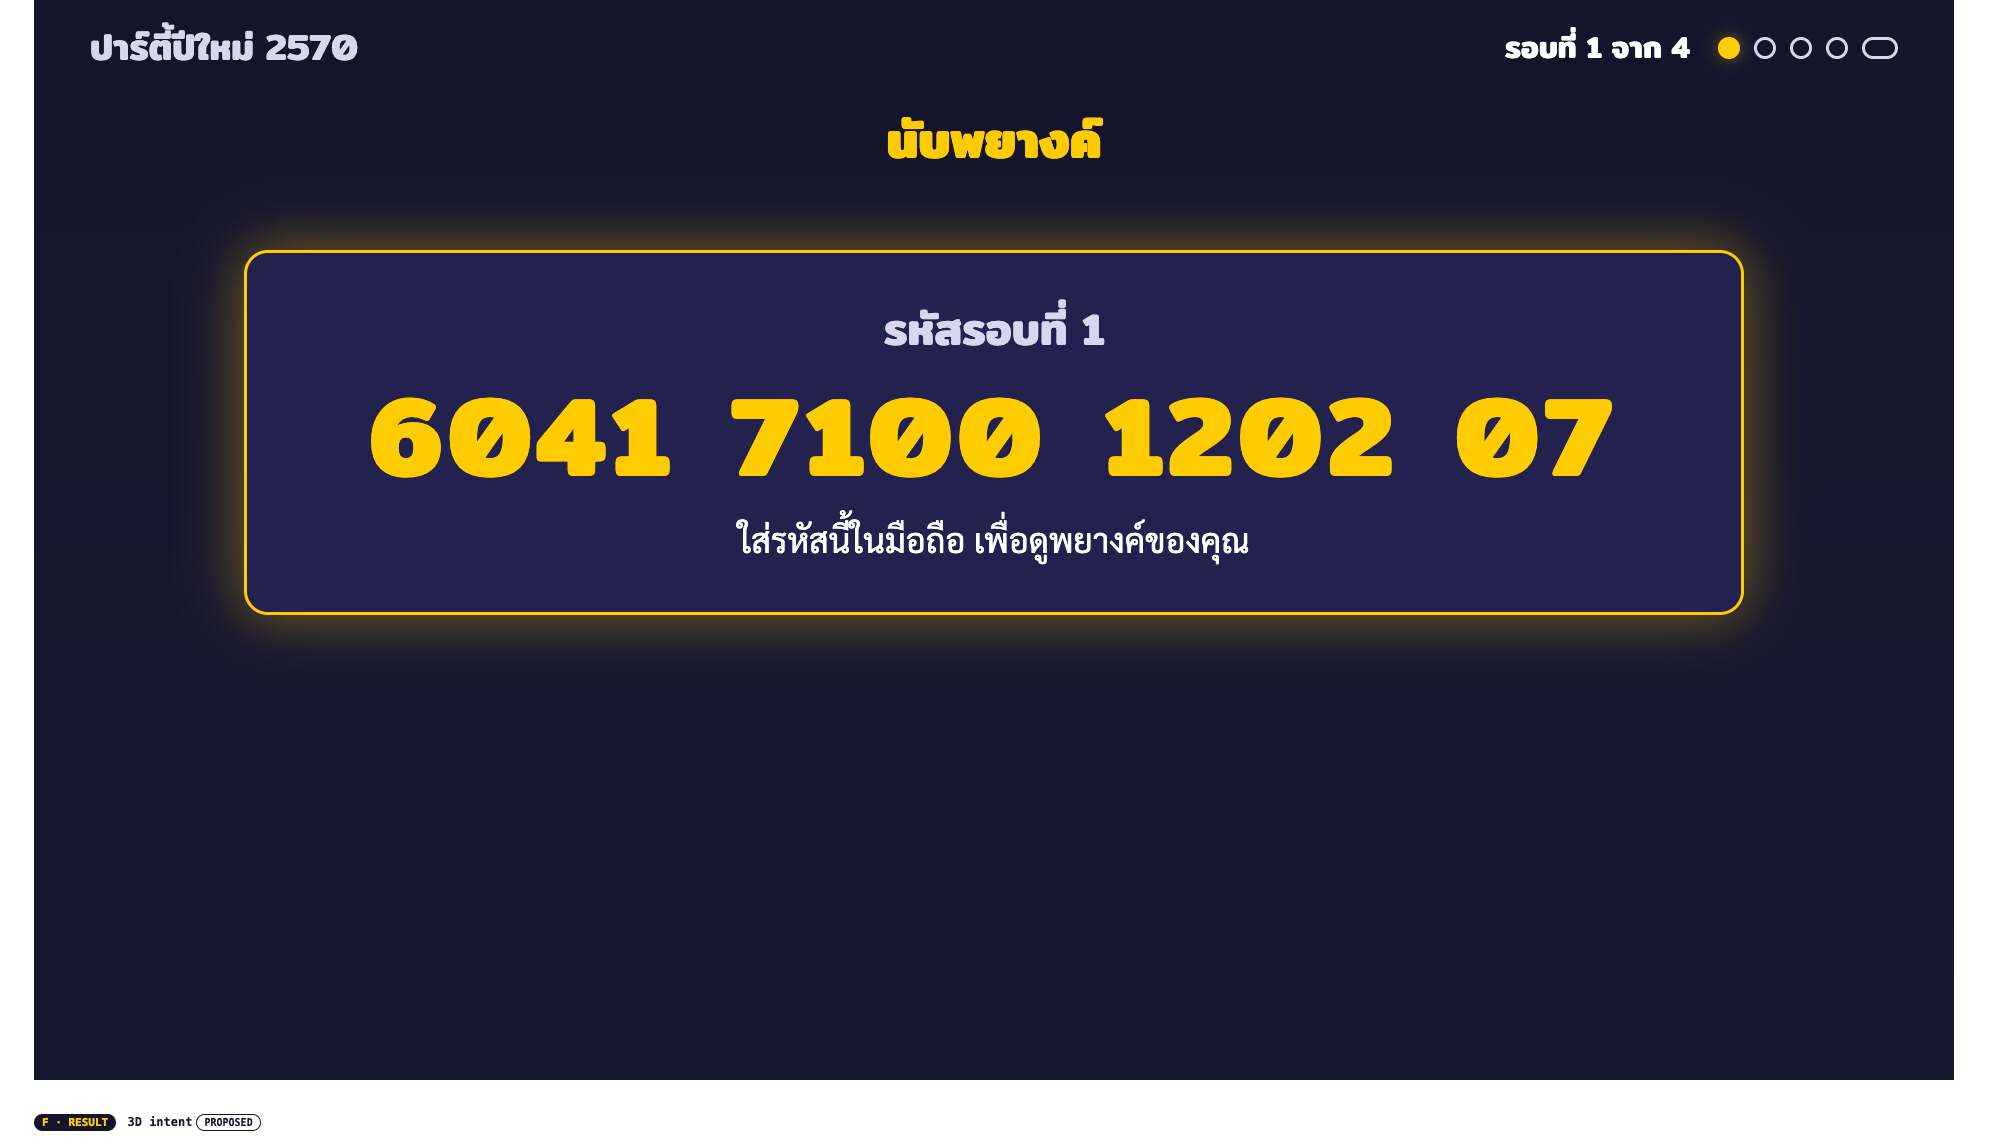 ปาร์ตี้ปีใหม่ 2570
รอบที่ 1 จาก 4
นับพยางค์
รหัสรอบที่ 1
6041 7100 1202 07
ใส่รหัสนี้ในมือถือ เพื่อดูพยางค์ของคุณ
F · RESULT 3D intent PROPOSED